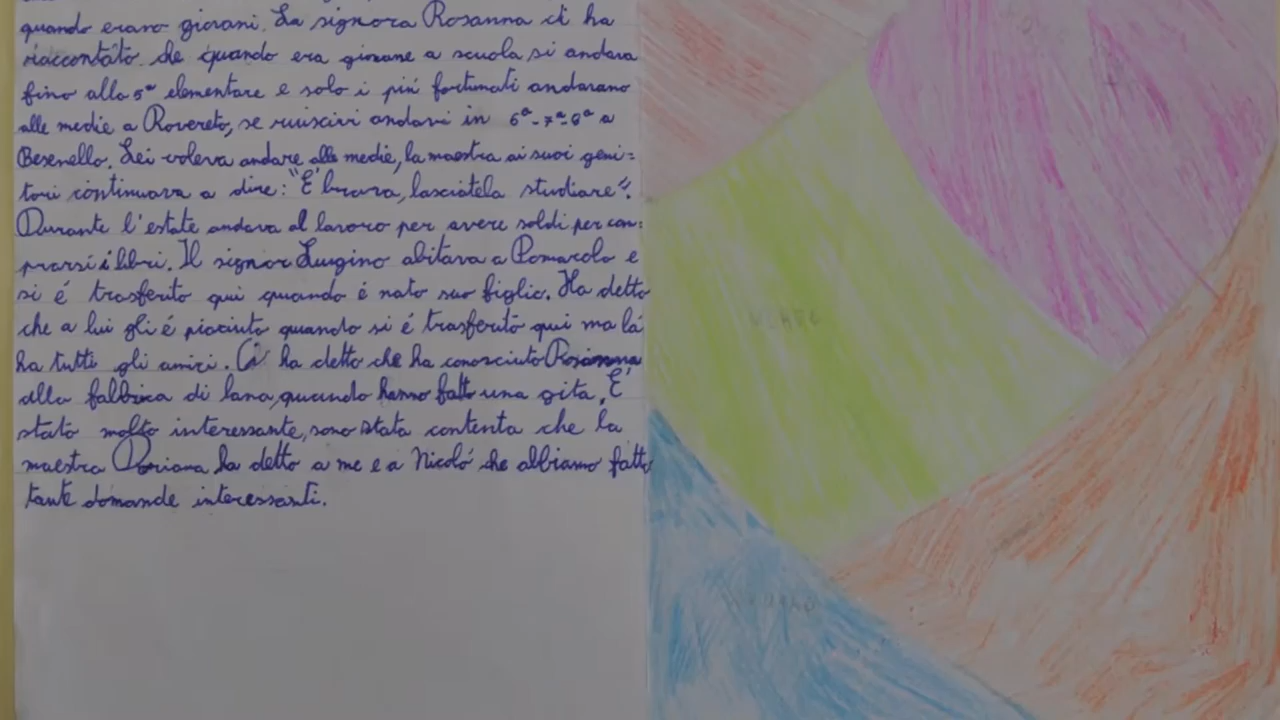 quando erano giovani. La signora Rosanna ci ha
raccontato che quando era giovane a scuola si andava
fino alla 5ª elementare e solo i più fortunati andavano
alle medie a Rovereto, se riuscivi andavi in 6ª-7ª-8ª a
Besenello. Lei voleva andare alle medie, la maestra ai suoi geni=
tori continuava a dire: "È brava, lasciatela studiare".
Durante l'estate andava al lavoro per avere soldi per com=
prarsi i libri. Il signor Luigino abitava a Pomarolo e
si è trasferito qui quando è nato suo figlio. Ha detto
che a lui gli è piaciuto quando si è trasferito qui ma là
ha tutti gli amici. Ci ha detto che ha conosciuto Rosanna
alla fabbrica di lana, quando hanno fatto una gita. È
stato molto interessante, sono stata contenta che la
maestra Doriana ha detto a me e a Nicolò che abbiamo fatto
tante domande interessanti.
VERDE